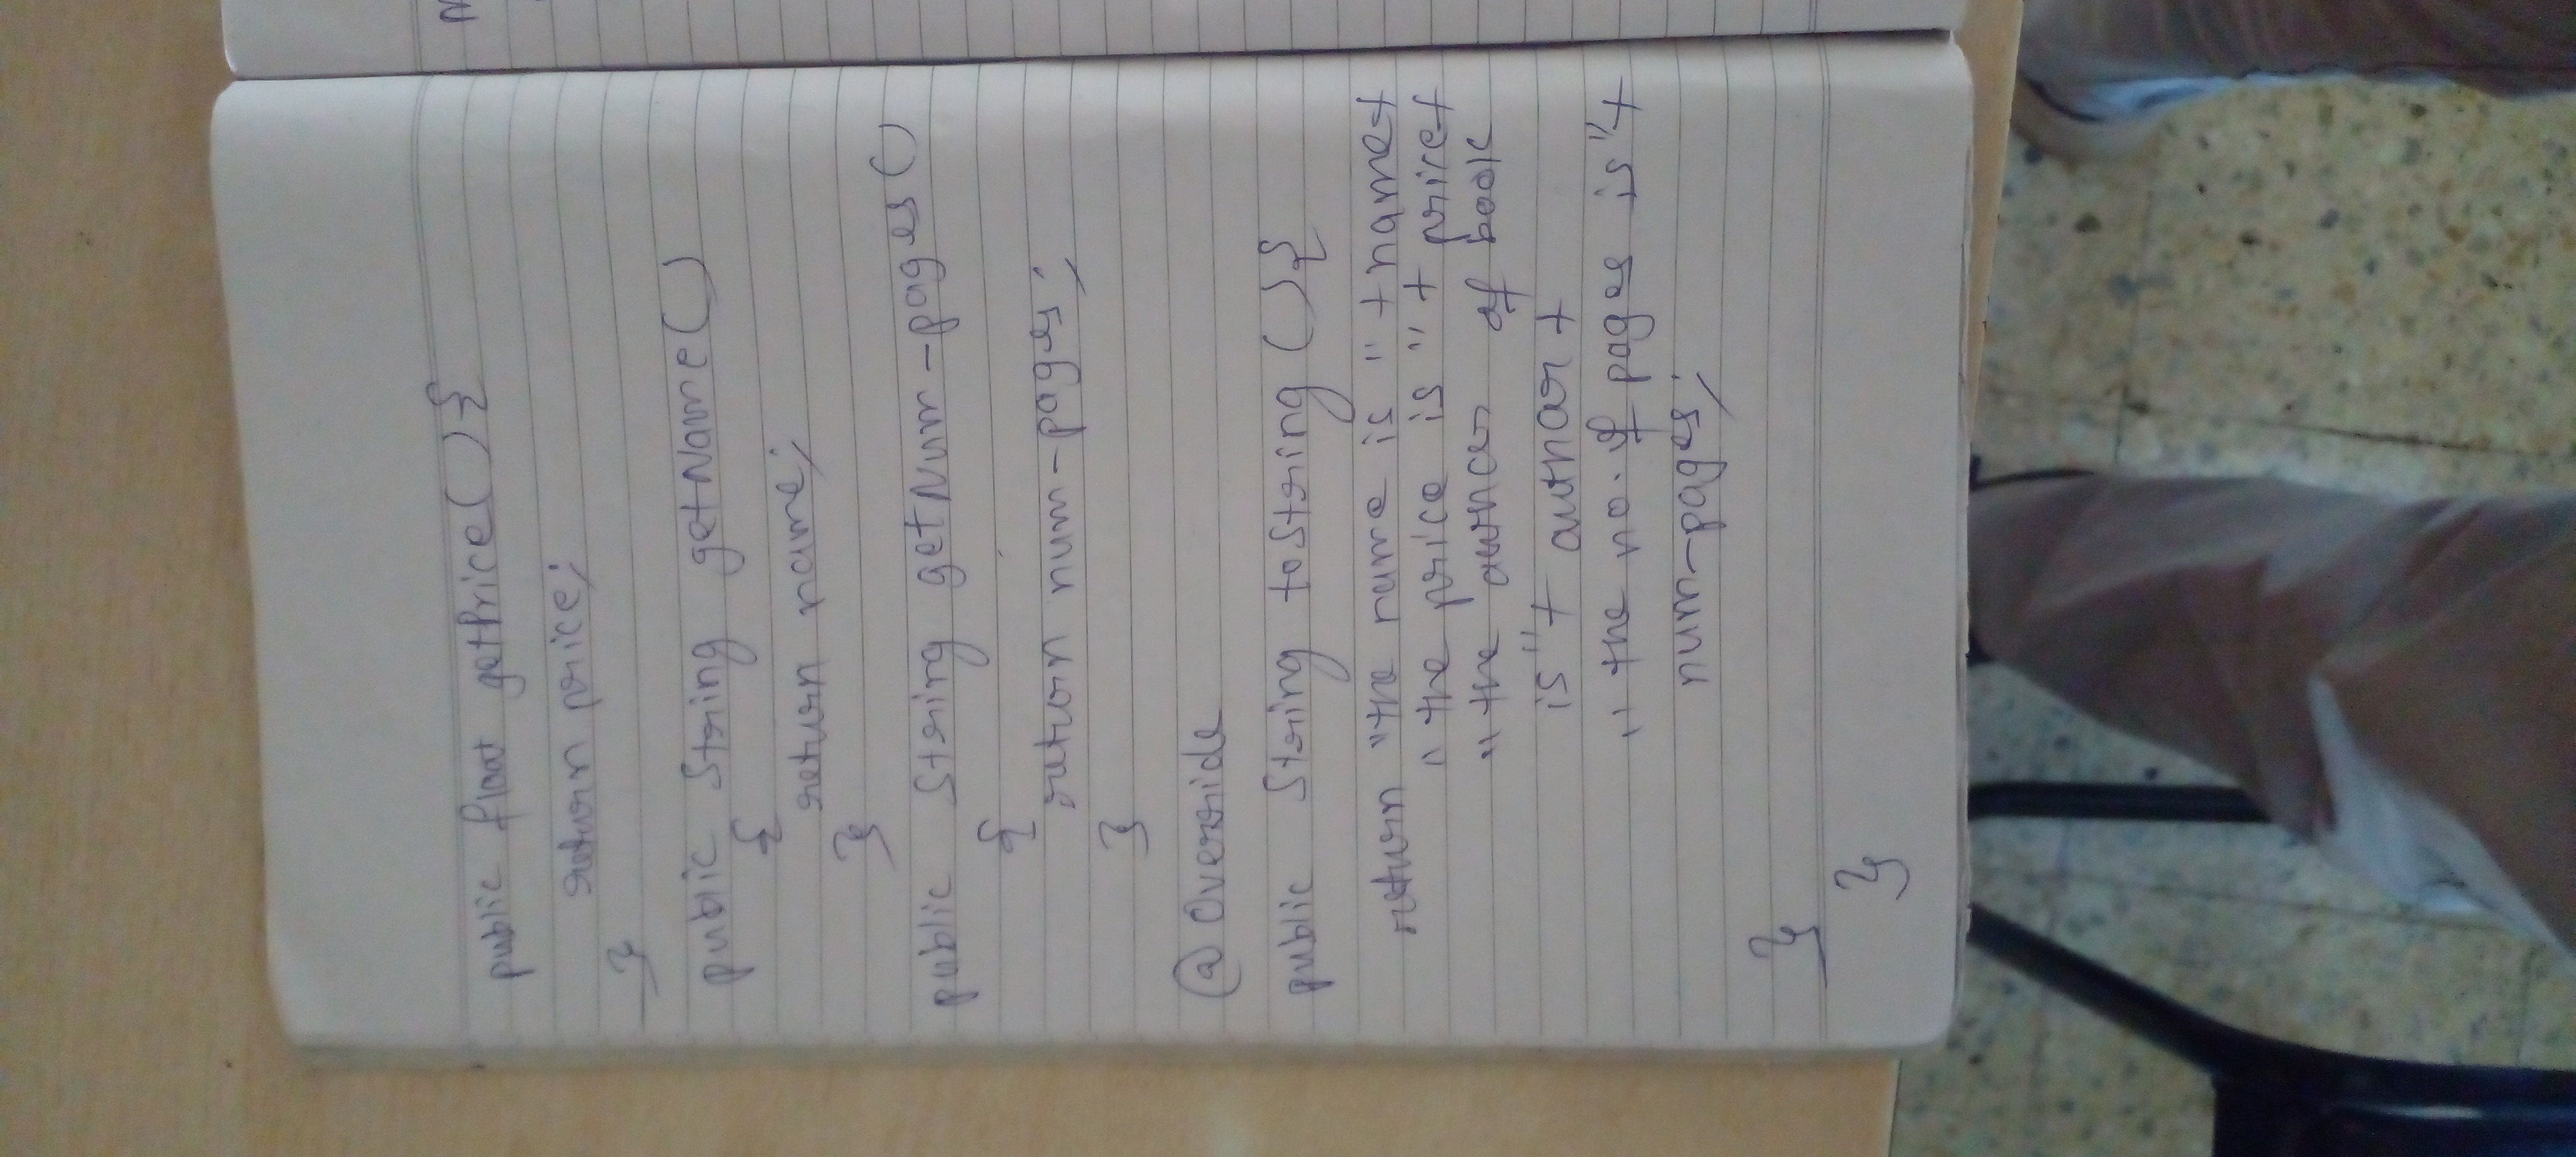 public float getPrice(){
return price;
}
public String getName()
{
return name;
}
public String getNum-pages()
{
return num-pages;
}
@Override
public String toString(){
return "the name is " + name+
" the price is " + price+
" the author of book
is "+ author +
" the no. of pages is "+
num-pages;
}
}